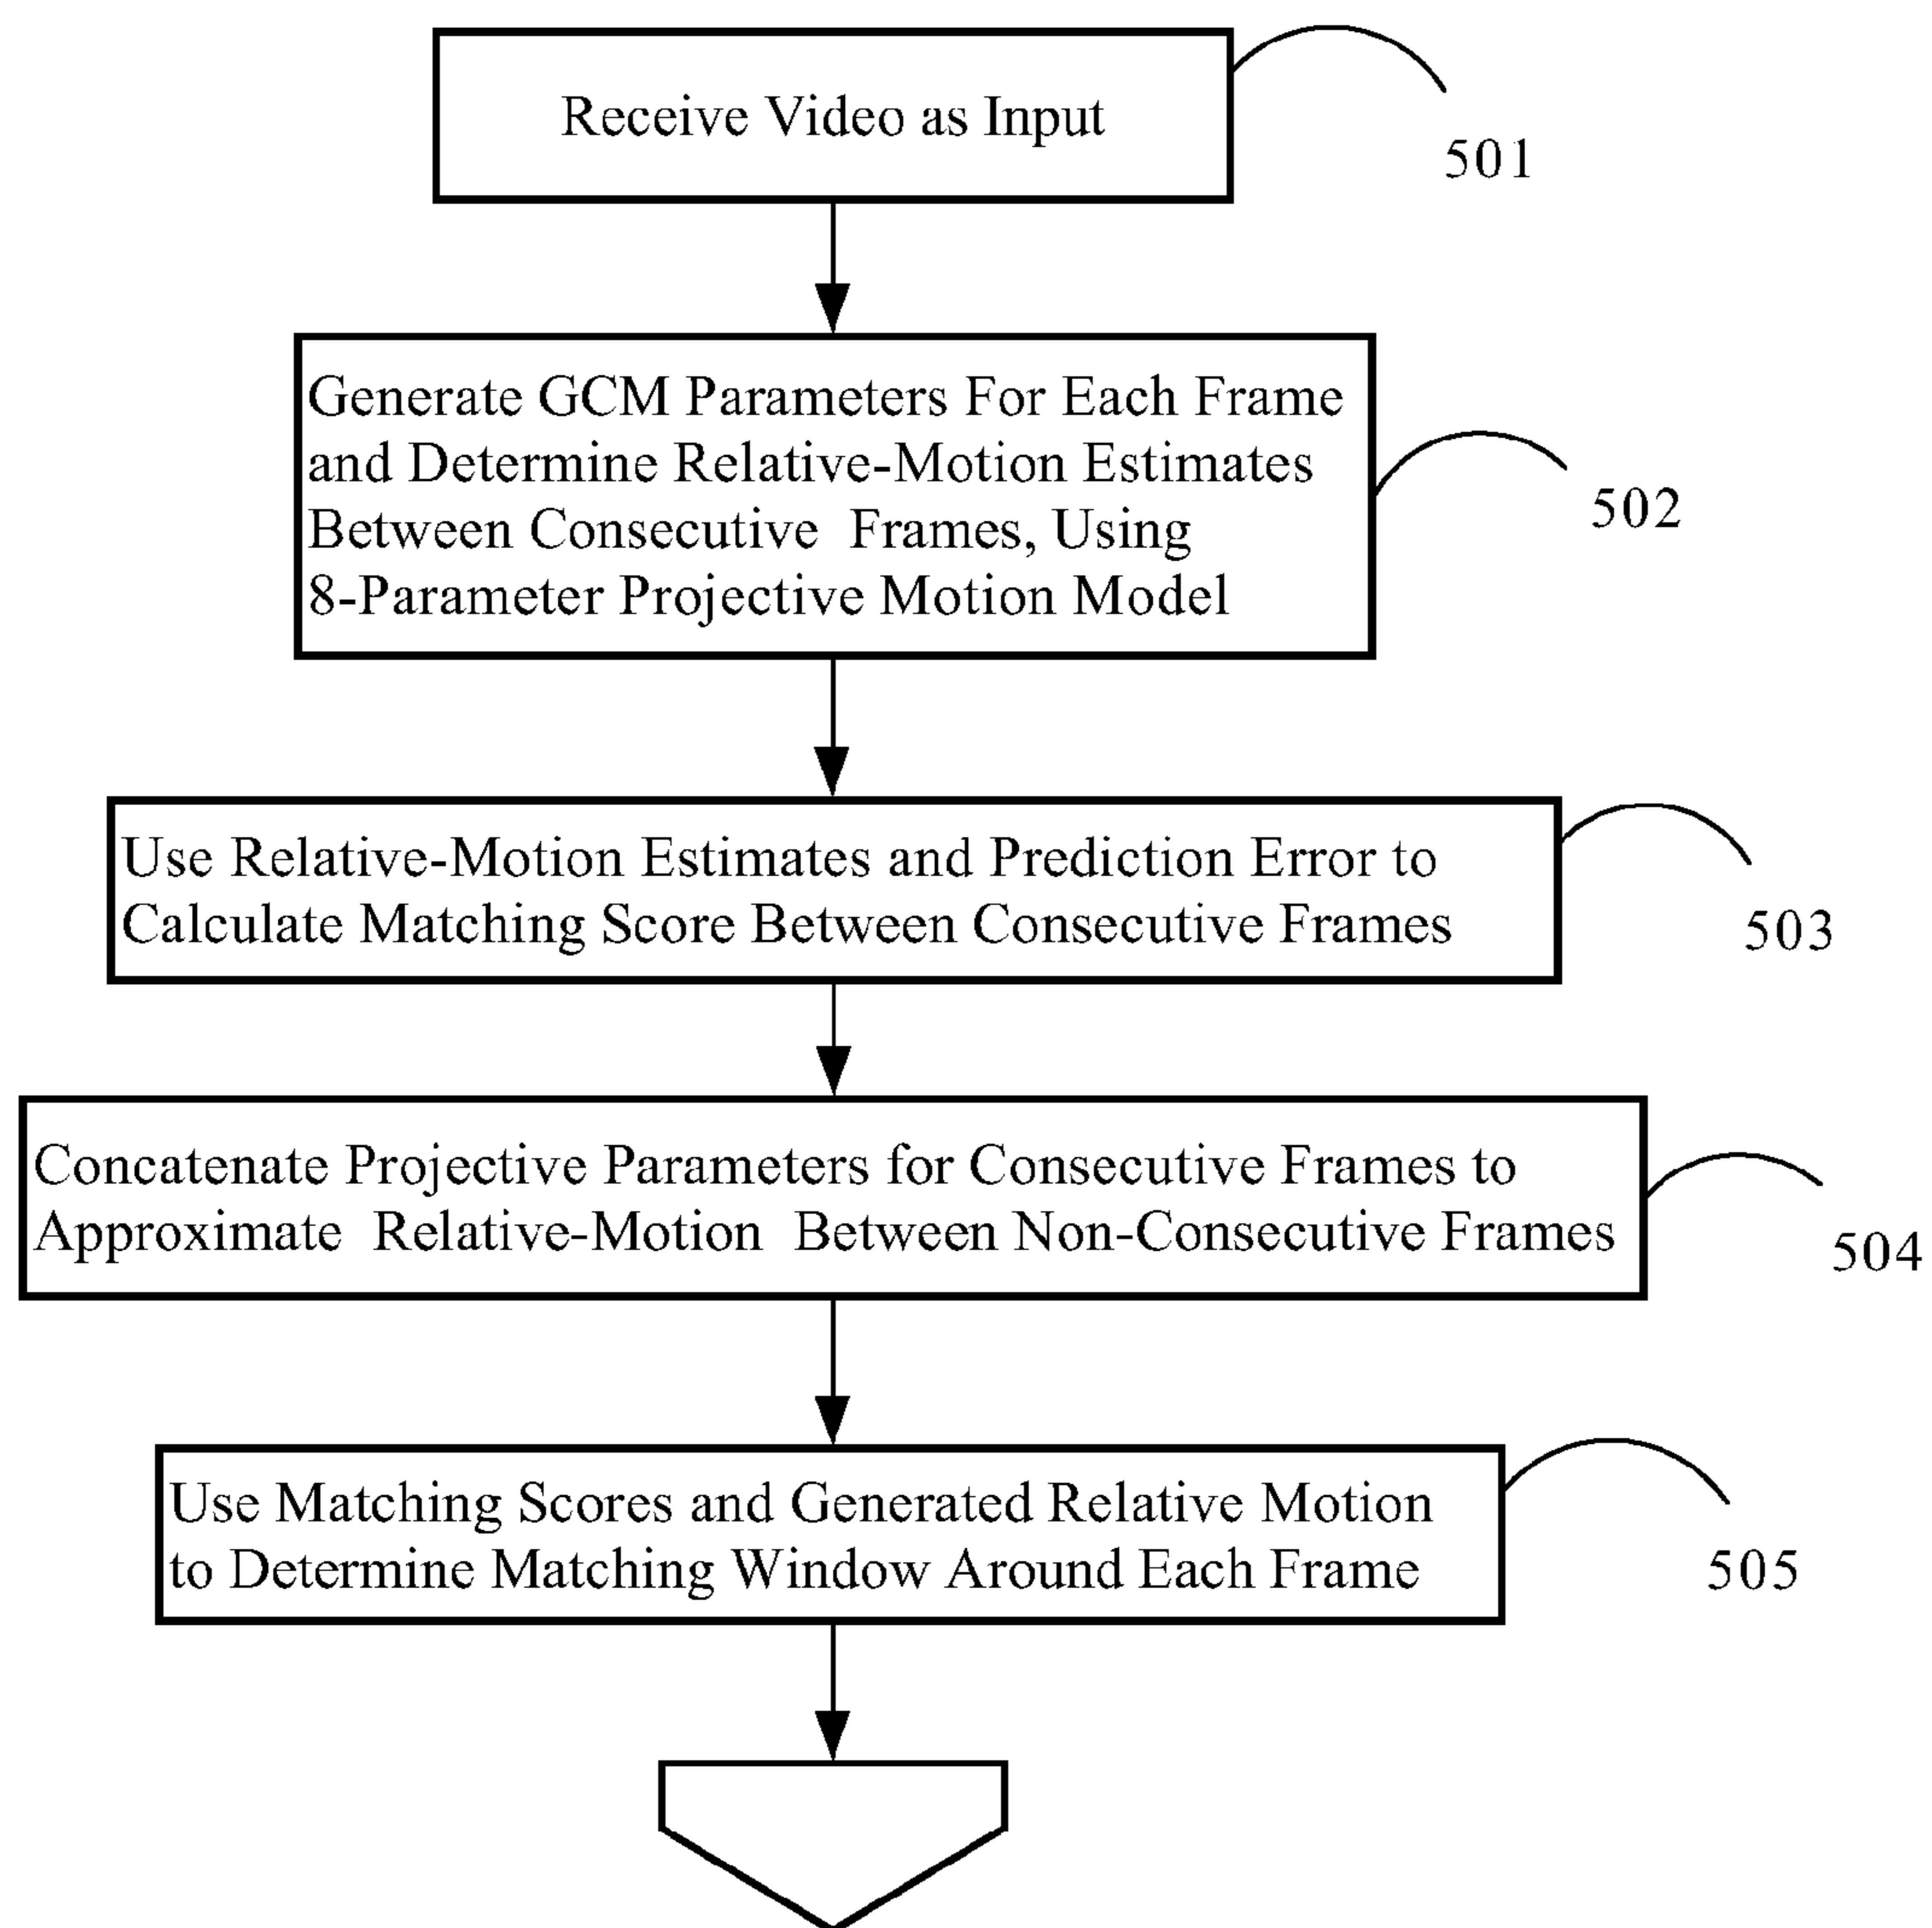 Receive Video as Input
501
Generate GCM Parameters For Each Frame
and Determine Relative-Motion Estimates
Between Consecutive Frames, Using
8-Parameter Projective Motion Model
502
Use Relative-Motion Estimates and Prediction Error to
Calculate Matching Score Between Consecutive Frames
503
Concatenate Projective Parameters for Consecutive Frames to
Approximate Relative-Motion Between Non-Consecutive Frames
504
Use Matching Scores and Generated Relative Motion
to Determine Matching Window Around Each Frame
505